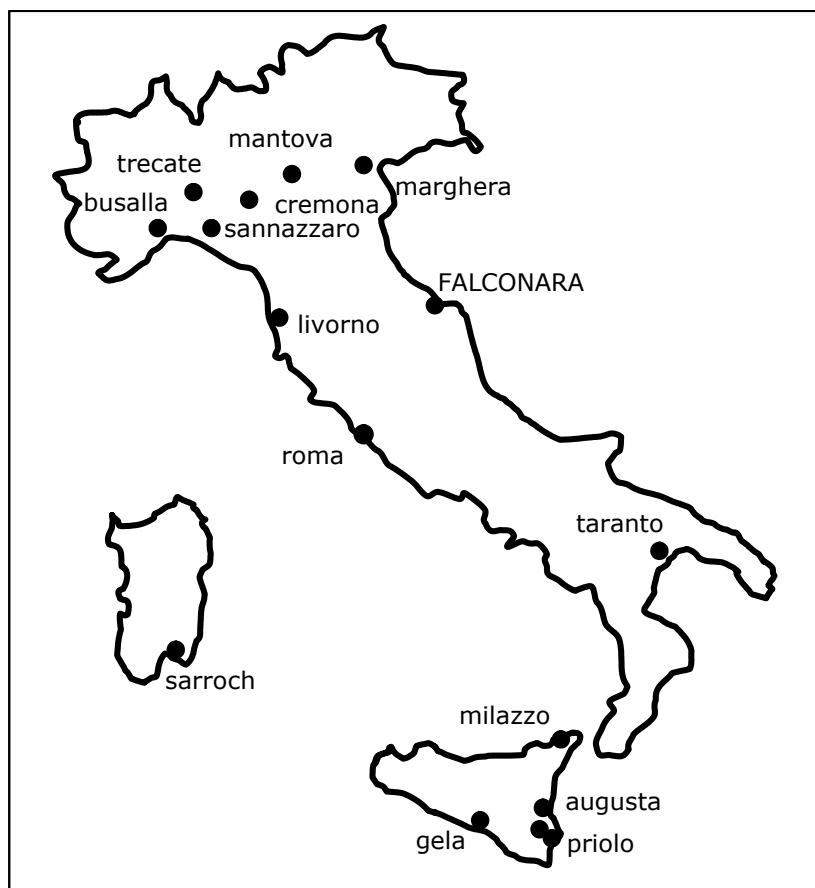 mantova
trecate
marghera
busalla
cremona
sannazzaro
FALCONARA
livorno
roma
taranto
sarroch
milazzo
augusta
gela
priolo